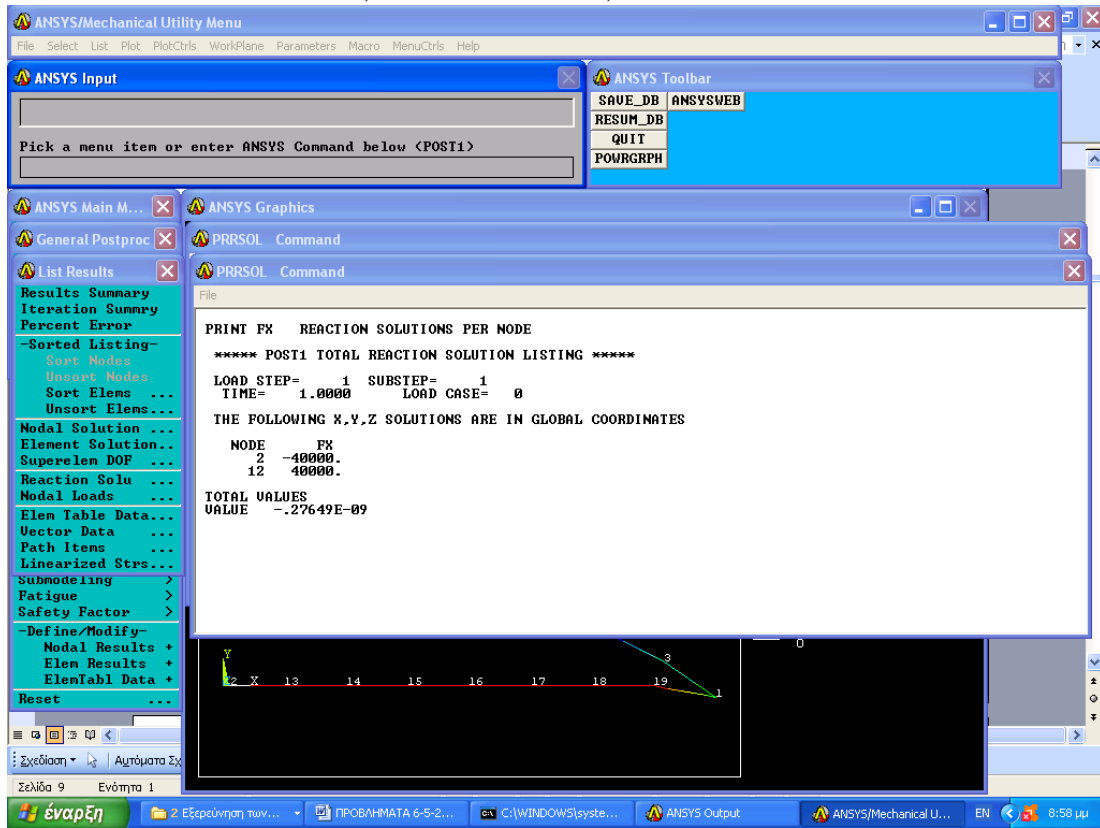 ANSYS/Mechanical Utility Menu
File Select List Plot PlotCtrls WorkPlane Parameters Macro MenuCtrls Help
ANSYS Input
Pick a menu item or enter ANSYS Command below (POST1)
ANSYS Toolbar
SAVE_DB ANSYSWEB
RESUM_DB
QUIT
POWRGRPH
ANSYS Main M...
ANSYS Graphics
General Postproc
PRRSOL Command
List Results
PRRSOL Command
File
Results Summary
Iteration Summry
Percent Error
-Sorted Listing-
Sort Nodes
Unsort Nodes
Sort Elems ...
Unsort Elems...
Nodal Solution ...
Element Solution..
Superelem DOF ...
Reaction Solu ...
Nodal Loads ...
Elem Table Data...
Vector Data ...
Path Items ...
Linearized Strs...
Submodeling >
Fatigue >
Safety Factor >
-Define/Modify-
Nodal Results +
Elem Results +
ElemTabl Data +
Reset ...
PRINT FX REACTION SOLUTIONS PER NODE
***** POST1 TOTAL REACTION SOLUTION LISTING *****
LOAD STEP= 1 SUBSTEP= 1
TIME= 1.0000 LOAD CASE= 0
THE FOLLOWING X,Y,Z SOLUTIONS ARE IN GLOBAL COORDINATES
NODE FX
2 -40000.
12 40000.
TOTAL VALUES
VALUE -.27649E-09
0
Y
3
2 X 13 14 15 16 17 18 19 1
Σχεδίαση Αυτόματα Σχ
Σελίδα 9 Ενότητα 1
έναρξη 2 Εξερεύνηση των... ΠΡΟΒΛΗΜΑΤΑ 6-5-2... C:\WINDOWS\syste... ANSYS Output ANSYS/Mechanical U... EN 8:58 μμ